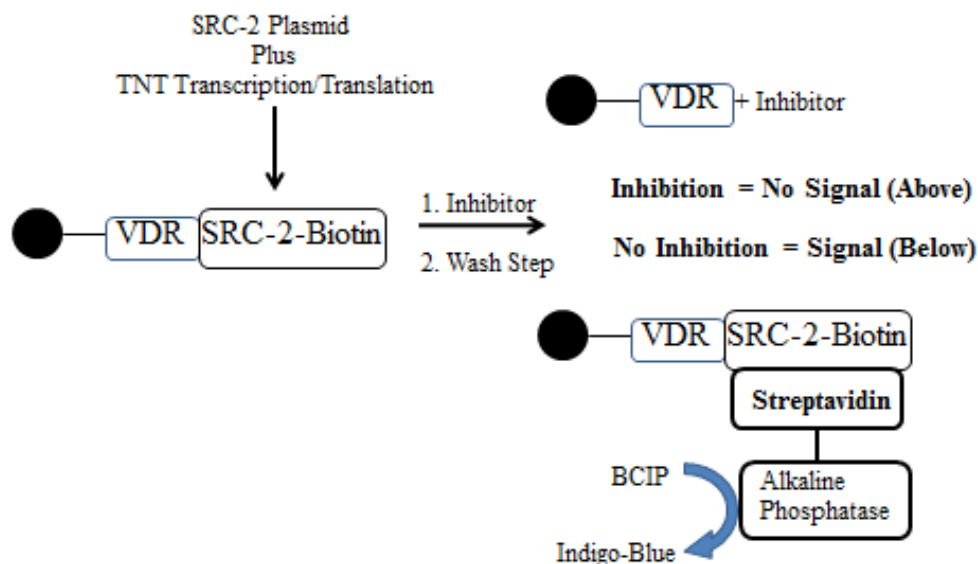 SRC-2 Plasmid
Plus
TNT Transcription/Translation
VDR
SRC-2-Biotin
1. Inhibitor
2. Wash Step
VDR + Inhibitor
Inhibition = No Signal (Above)
No Inhibition = Signal (Below)
VDR
SRC-2-Biotin
Streptavidin
BCIP
Alkaline
Phosphatase
Indigo-Blue